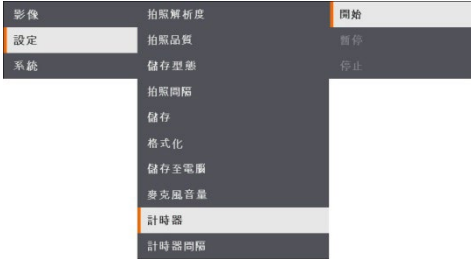 影像
設定
系統
拍照解析度
拍照品質
儲存型態
拍照間隔
儲存
格式化
儲存至電腦
麥克風音量
計時器
計時器間隔
開始
暫停
停止